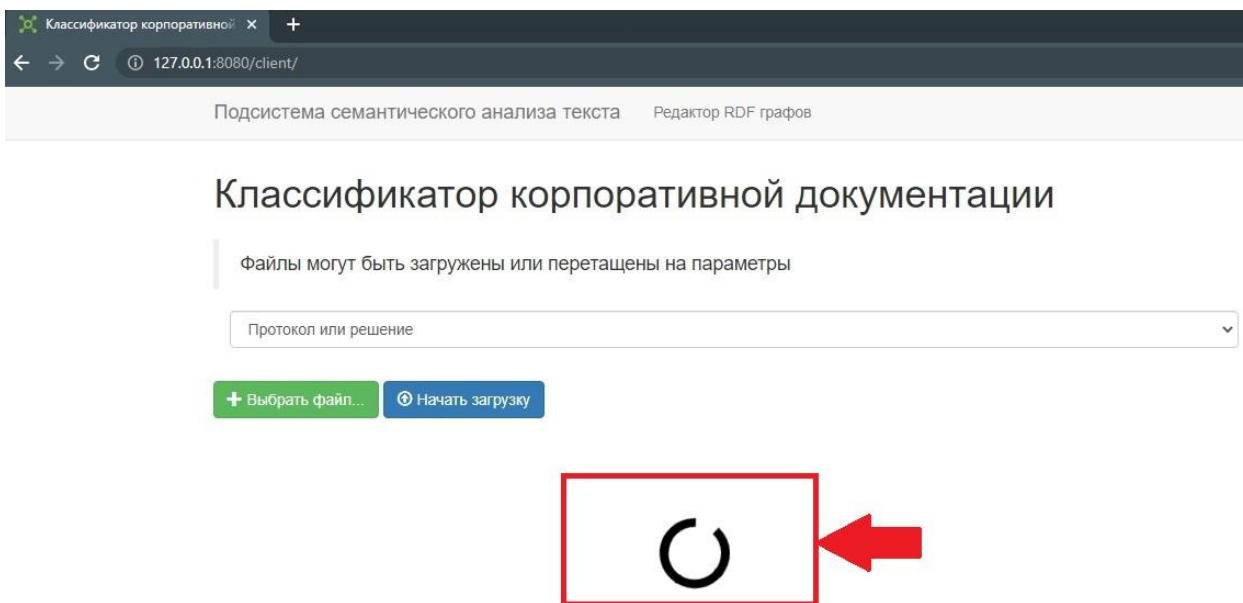 Классификатор корпоративной
127.0.0.1:8080/client/
Подсистема семантического анализа текста Редактор RDF графов
Классификатор корпоративной документации
Файлы могут быть загружены или перетащены на параметры
Протокол или решение
Выбрать файл... Начать загрузку